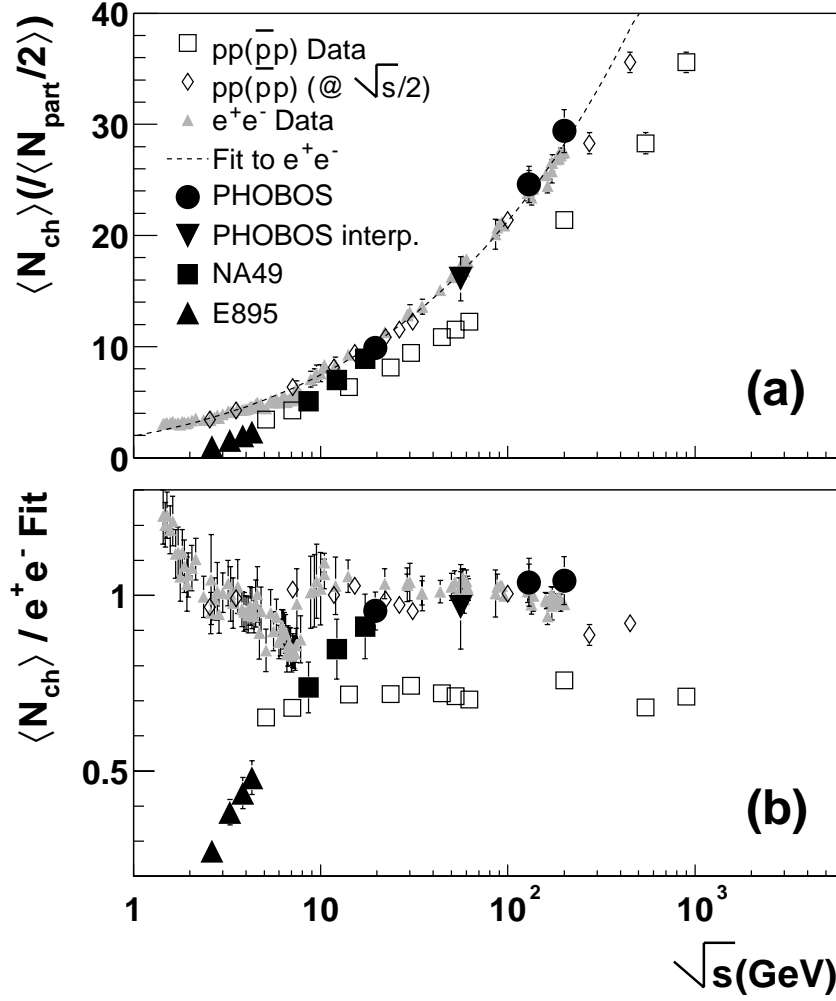 ⟨N_ch⟩(/⟨N_part/2⟩)
40
30
20
10
0
pp(p̅p) Data
pp(p̅p) (@ √s/2)
e⁺e⁻ Data
Fit to e⁺e⁻
PHOBOS
PHOBOS interp.
NA49
E895
(a)
⟨N_ch⟩ / e⁺e⁻ Fit
1
0.5
(b)
1 10 10² 10³
√s(GeV)